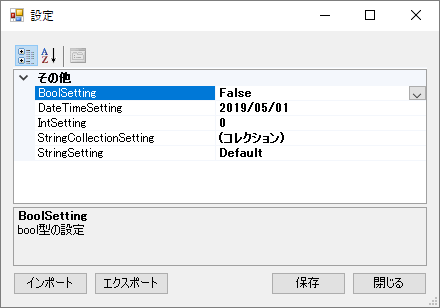 設定
その他
BoolSetting False
DateTimeSetting 2019/05/01
IntSetting 0
StringCollectionSetting (コレクション)
StringSetting Default
BoolSetting
bool型の設定
インポート エクスポート 保存 閉じる